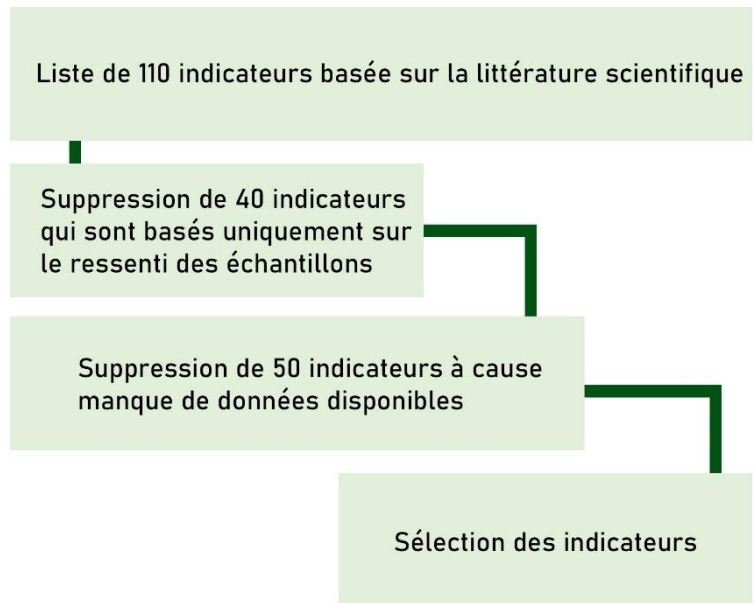 Liste de 110 indicateurs basée sur la littérature scientifique
Suppression de 40 indicateurs
qui sont basés uniquement sur
le ressenti des échantillons
Suppression de 50 indicateurs à cause
manque de données disponibles
Sélection des indicateurs